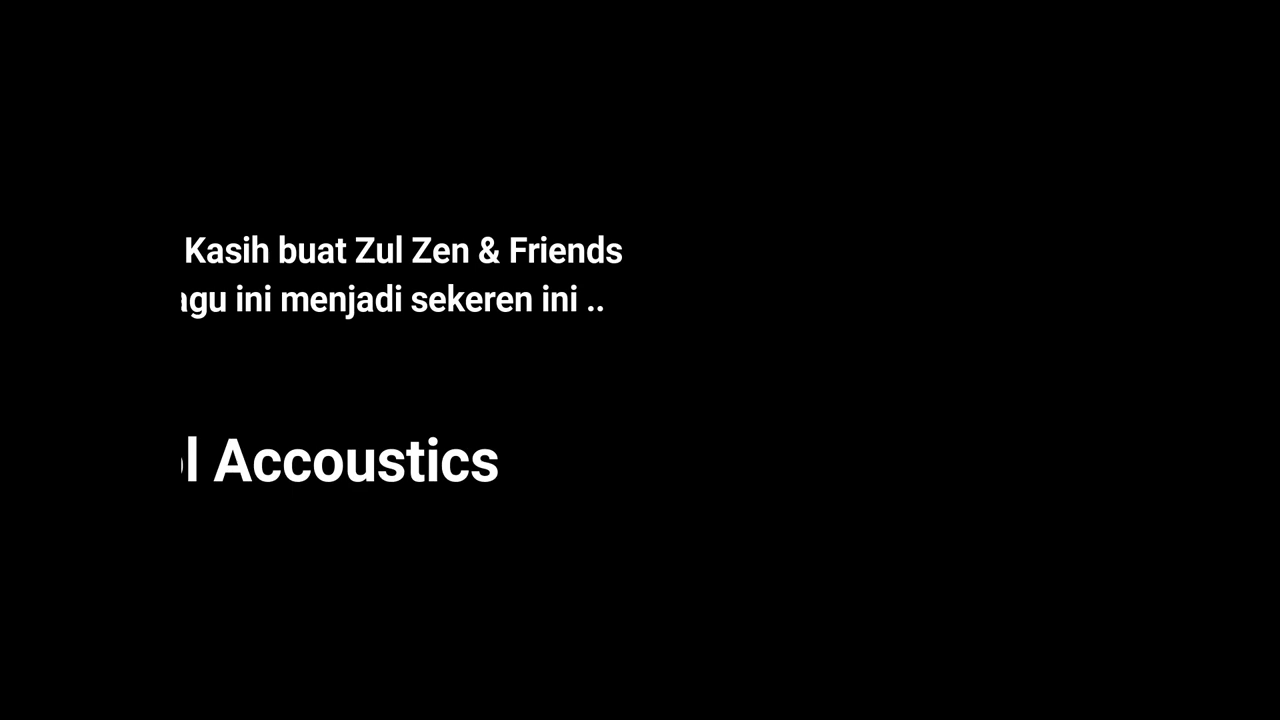 Kasih buat Zul Zen & Friends
ini menjadi sekeren ini ..
Accoustics